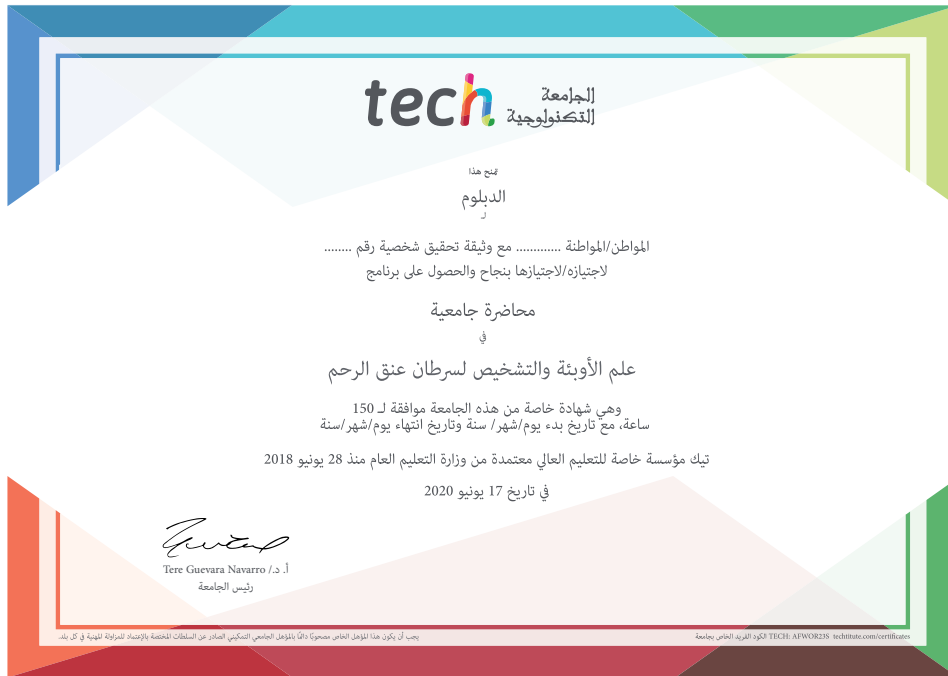 tech الجامعة
التكنولوجية
تمنح هذا
الدبلوم
لـ
المواطن/المواطنة ............. مع وثيقة تحقيق شخصية رقم ........
لاجتيازه/لاجتيازها بنجاح والحصول على برنامج
محاضرة جامعية
في
علم الأوبئة والتشخيص لسرطان عنق الرحم
وهي شهادة خاصة من هذه الجامعة موافقة لـ 150
ساعة، مع تاريخ بدء يوم/شهر/ سنة وتاريخ انتهاء يوم/شهر/سنة
تيك مؤسسة خاصة للتعليم العالي معتمدة من وزارة التعليم العام منذ 28 يونيو 2018
في تاريخ 17 يونيو 2020
أ. د./ Tere Guevara Navarro
رئيس الجامعة
يجب أن يكون هذا المؤهل الخاص مصحوبًا دائمًا بالمؤهل الجامعي التمكيني الصادر عن السلطات المختصة بالإعتماد للمزاولة المهنية في كل بلد.
الكود الفريد الخاص بجامعة TECH: AFWOR23S techtitute.com/certificates